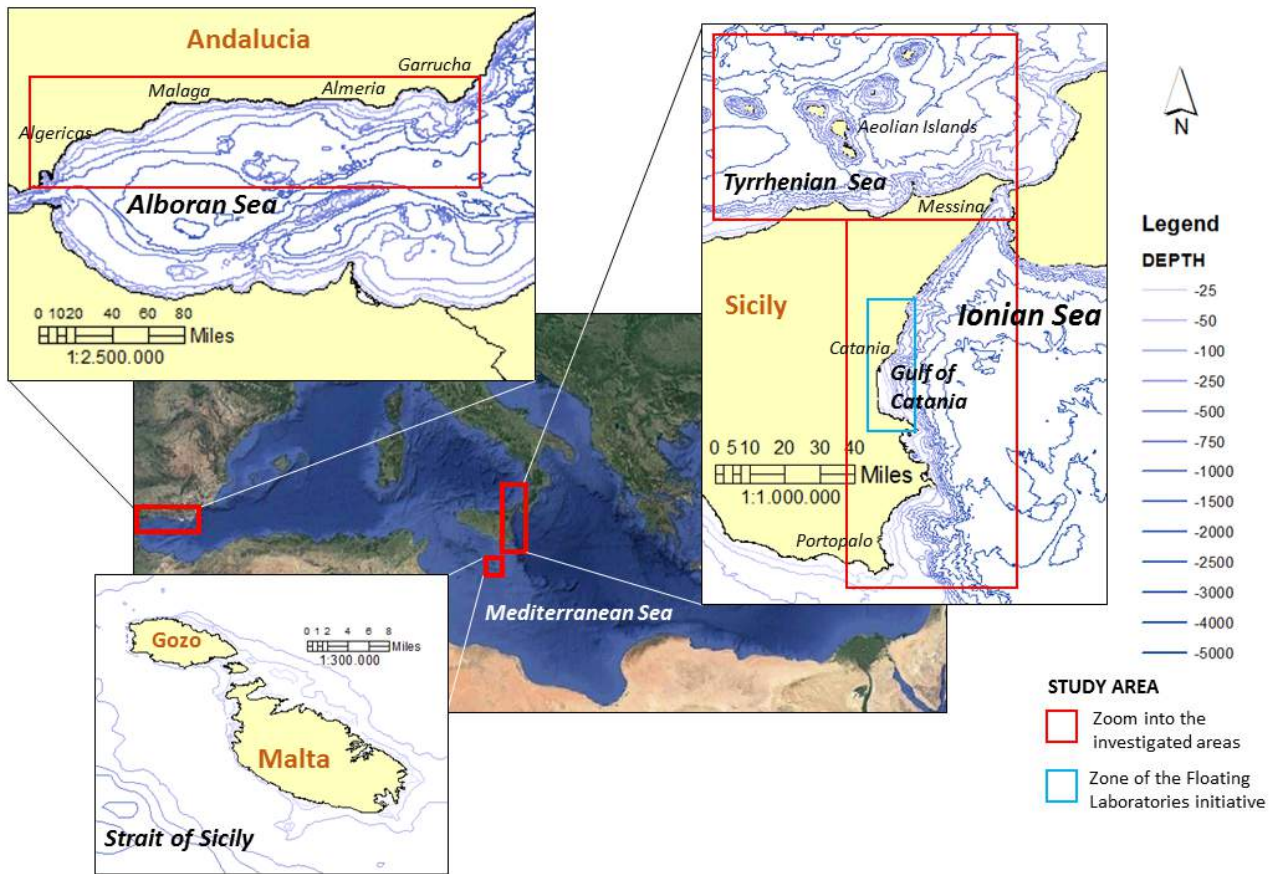 Andalucia
Garrucha
Malaga
Almeria
Algericas
Alboran Sea
0 1020 40 60 80
Miles
1:2.500.000
Aeolian Islands
Tyrrhenian Sea
Messina
Sicily
Ionian Sea
Catania
Gulf of
Catania
0 5 10 20 30 40
Miles
1:1.000.000
Portopalo
N
Legend
DEPTH
-25
-50
-100
-250
-500
-750
-1000
-1500
-2000
-2500
-3000
-4000
-5000
STUDY AREA
Zoom into the
investigated areas
Zone of the Floating
Laboratories initiative
Mediterranean Sea
Gozo
0 1 2 4 6 8
Miles
1:300.000
Malta
Strait of Sicily